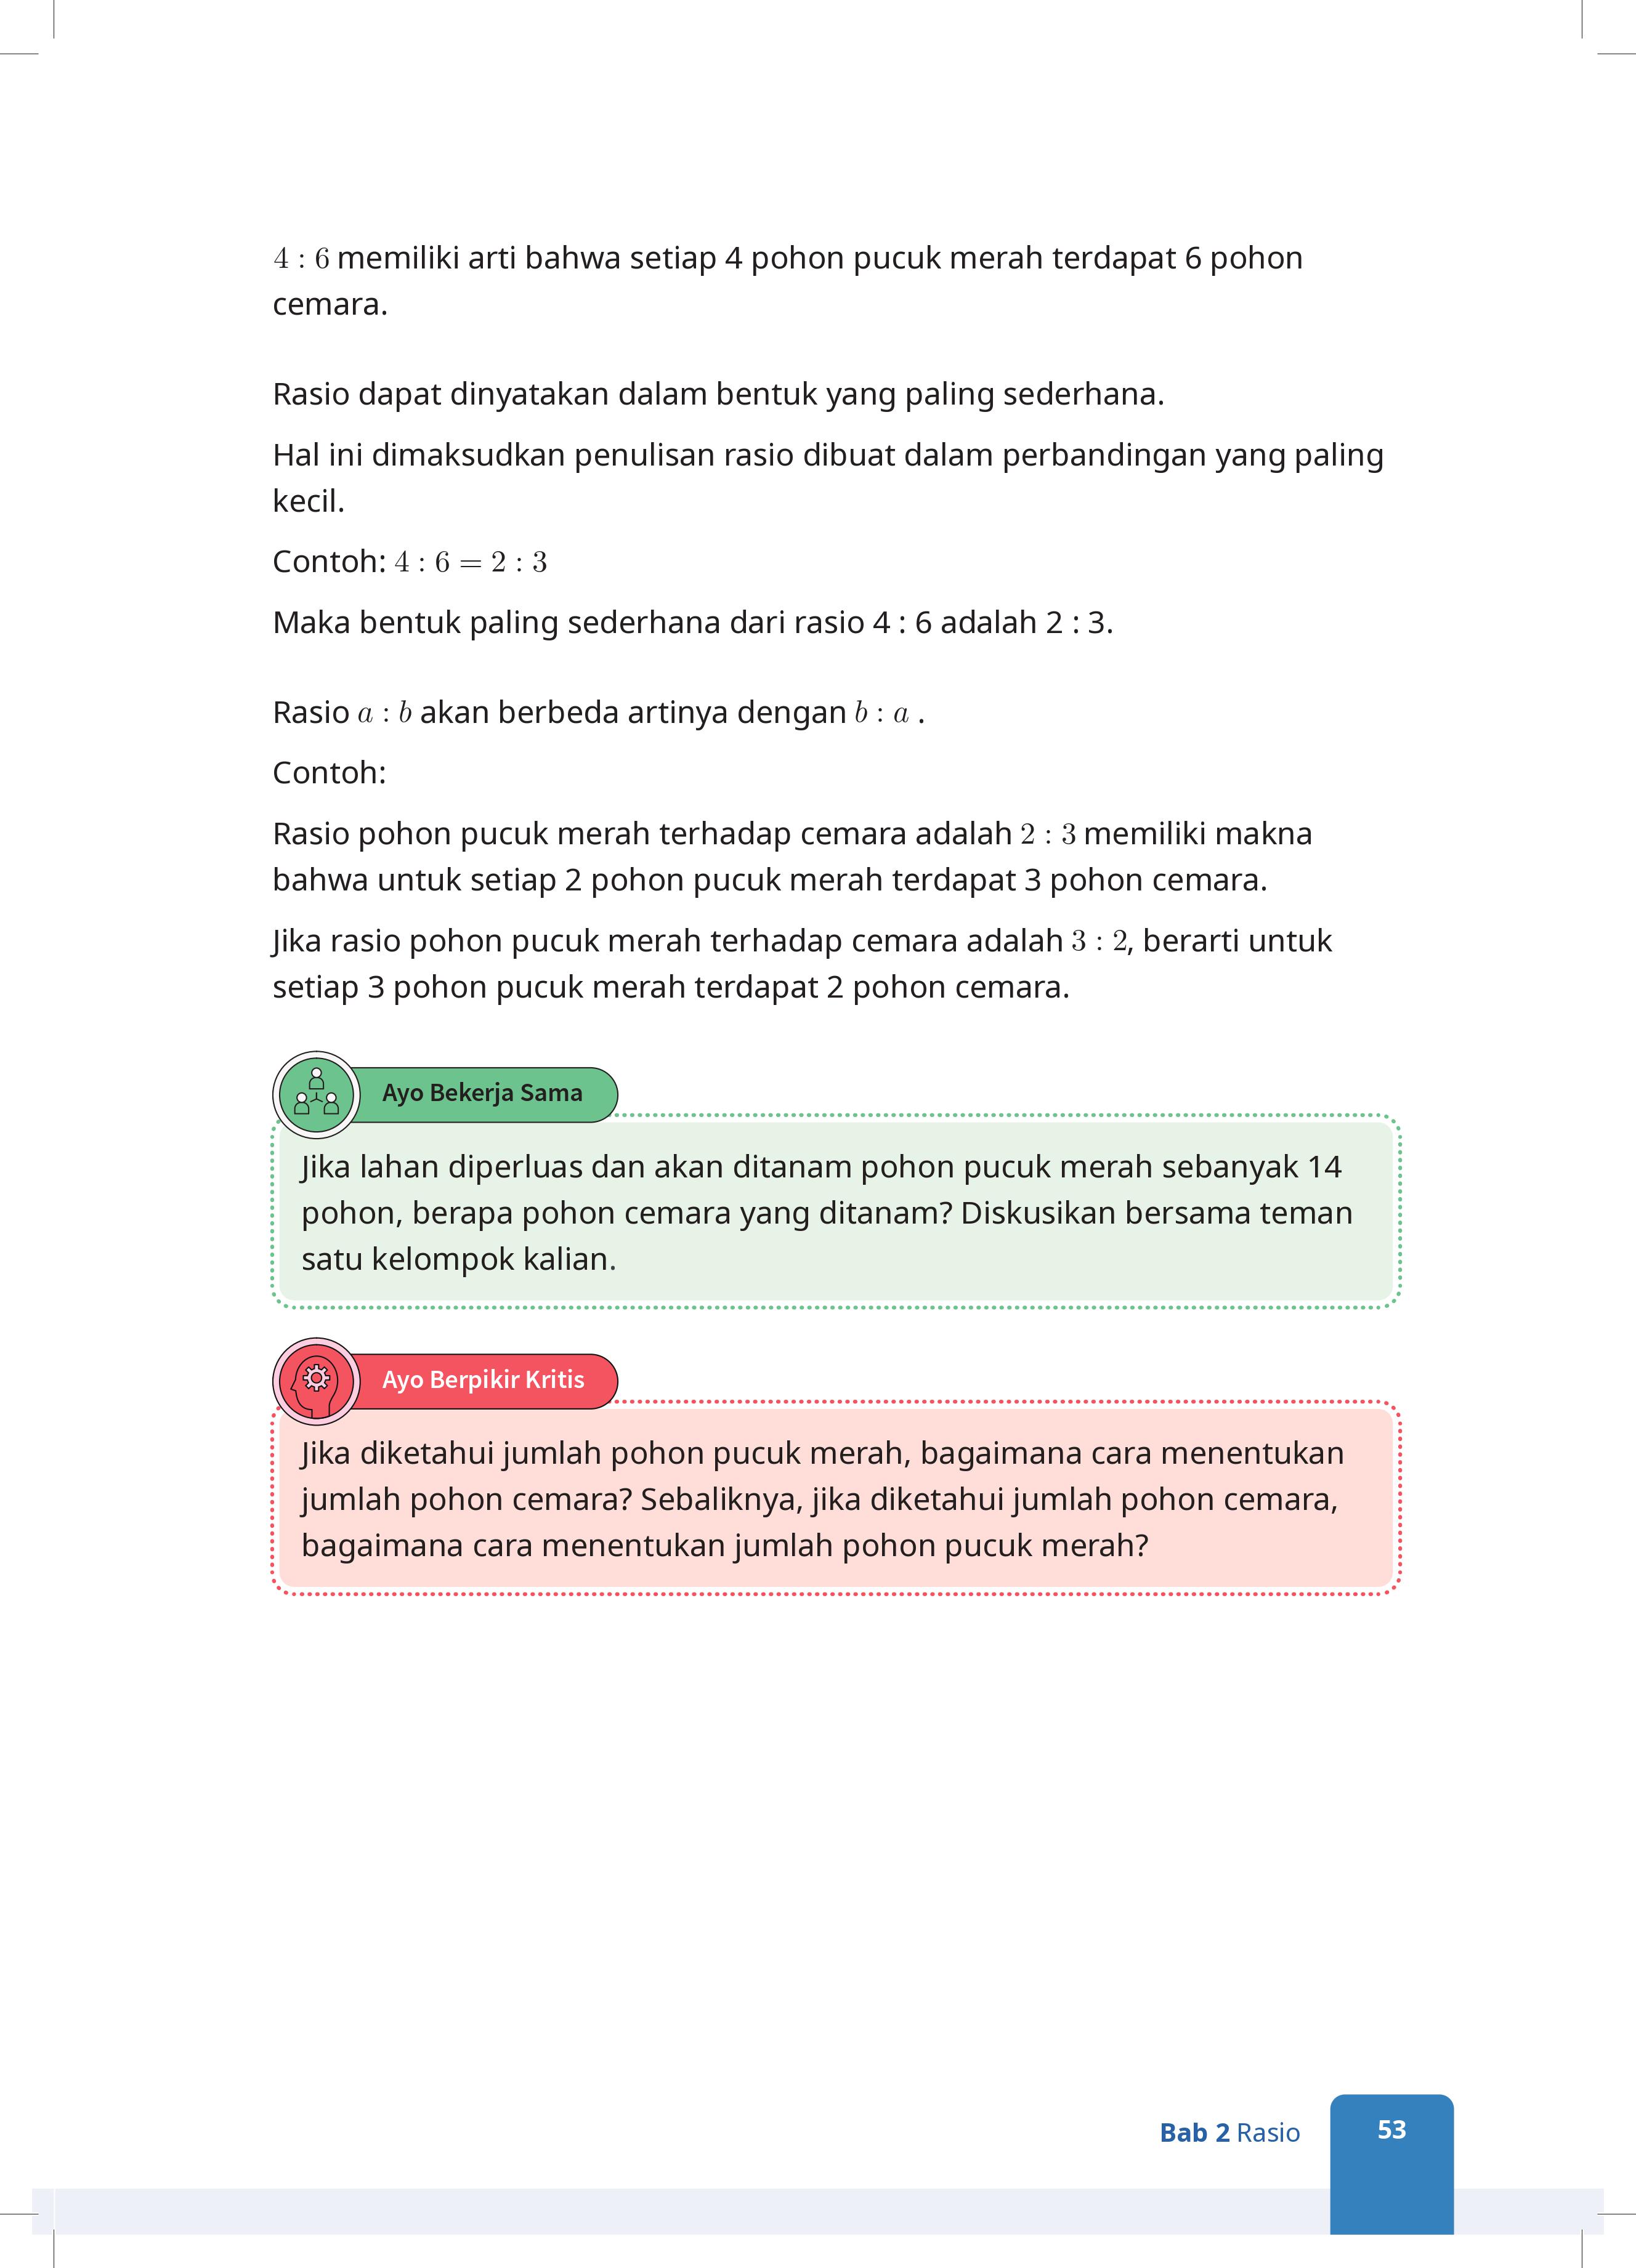 4 : 6 memiliki arti bahwa setiap 4 pohon pucuk merah terdapat 6 pohon
cemara.
Rasio dapat dinyatakan dalam bentuk yang paling sederhana.
Hal ini dimaksudkan penulisan rasio dibuat dalam perbandingan yang paling
kecil.
Contoh: 4 : 6 = 2 : 3
Maka bentuk paling sederhana dari rasio 4 : 6 adalah 2 : 3.
Rasio a : b akan berbeda artinya dengan b : a .
Contoh:
Rasio pohon pucuk merah terhadap cemara adalah 2 : 3 memiliki makna
bahwa untuk setiap 2 pohon pucuk merah terdapat 3 pohon cemara.
Jika rasio pohon pucuk merah terhadap cemara adalah 3 : 2, berarti untuk
setiap 3 pohon pucuk merah terdapat 2 pohon cemara.
Ayo Bekerja Sama
Jika lahan diperluas dan akan ditanam pohon pucuk merah sebanyak 14
pohon, berapa pohon cemara yang ditanam? Diskusikan bersama teman
satu kelompok kalian.
Ayo Berpikir Kritis
Jika diketahui jumlah pohon pucuk merah, bagaimana cara menentukan
jumlah pohon cemara? Sebaliknya, jika diketahui jumlah pohon cemara,
bagaimana cara menentukan jumlah pohon pucuk merah?
Bab 2 Rasio 53